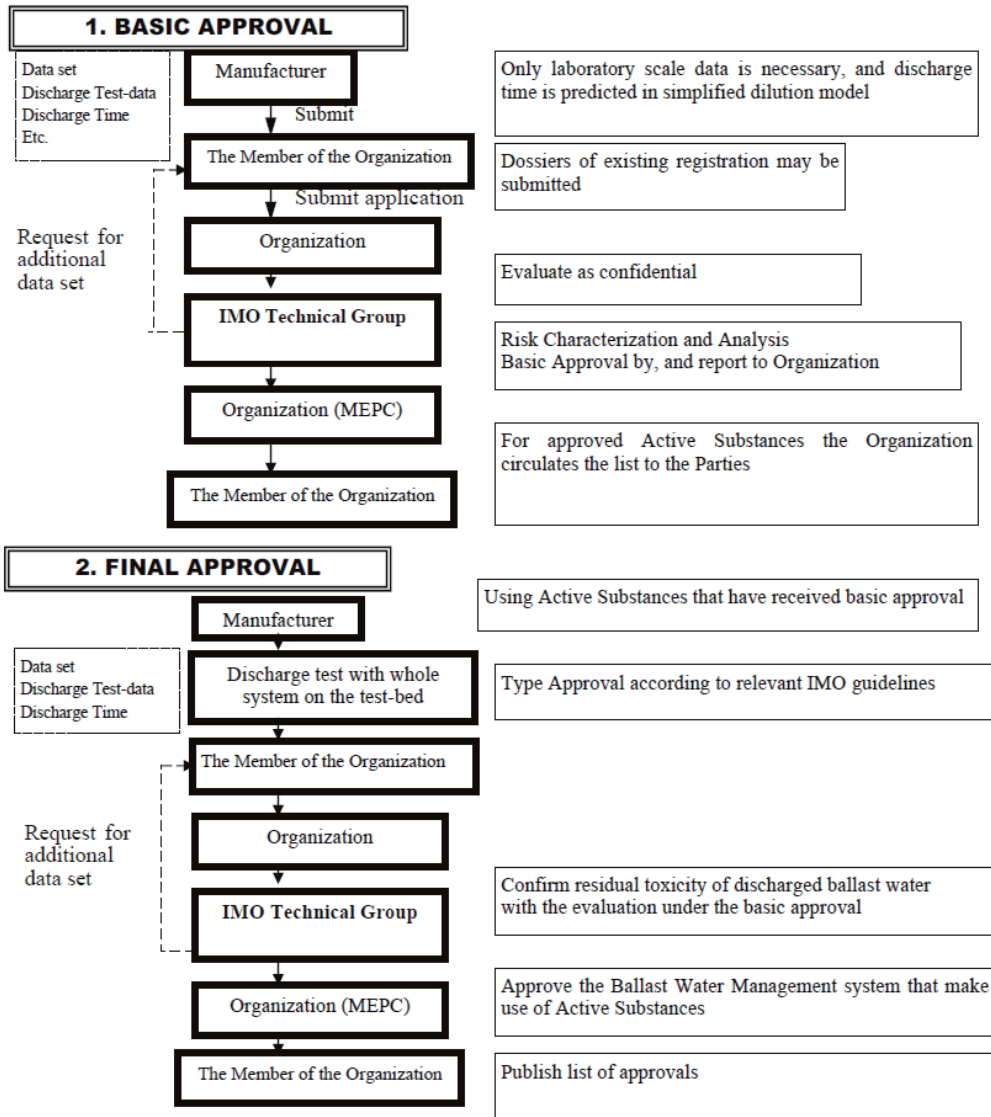 1. BASIC APPROVAL
Data set
Discharge Test-data
Discharge Time
Etc.
Manufacturer
Only laboratory scale data is necessary, and discharge
time is predicted in simplified dilution model
Submit
The Member of the Organization
Dossiers of existing registration may be
submitted
Submit application
Organization
Request for
additional
data set
Evaluate as confidential
IMO Technical Group
Risk Characterization and Analysis
Basic Approval by, and report to Organization
Organization (MEPC)
For approved Active Substances the Organization
circulates the list to the Parties
The Member of the Organization
2. FINAL APPROVAL
Using Active Substances that have received basic approval
Manufacturer
Data set
Discharge Test-data
Discharge Time
Discharge test with whole
system on the test-bed
Type Approval according to relevant IMO guidelines
The Member of the Organization
Organization
Request for
additional
data set
IMO Technical Group
Confirm residual toxicity of discharged ballast water
with the evaluation under the basic approval
Organization (MEPC)
Approve the Ballast Water Management system that make
use of Active Substances
The Member of the Organization
Publish list of approvals